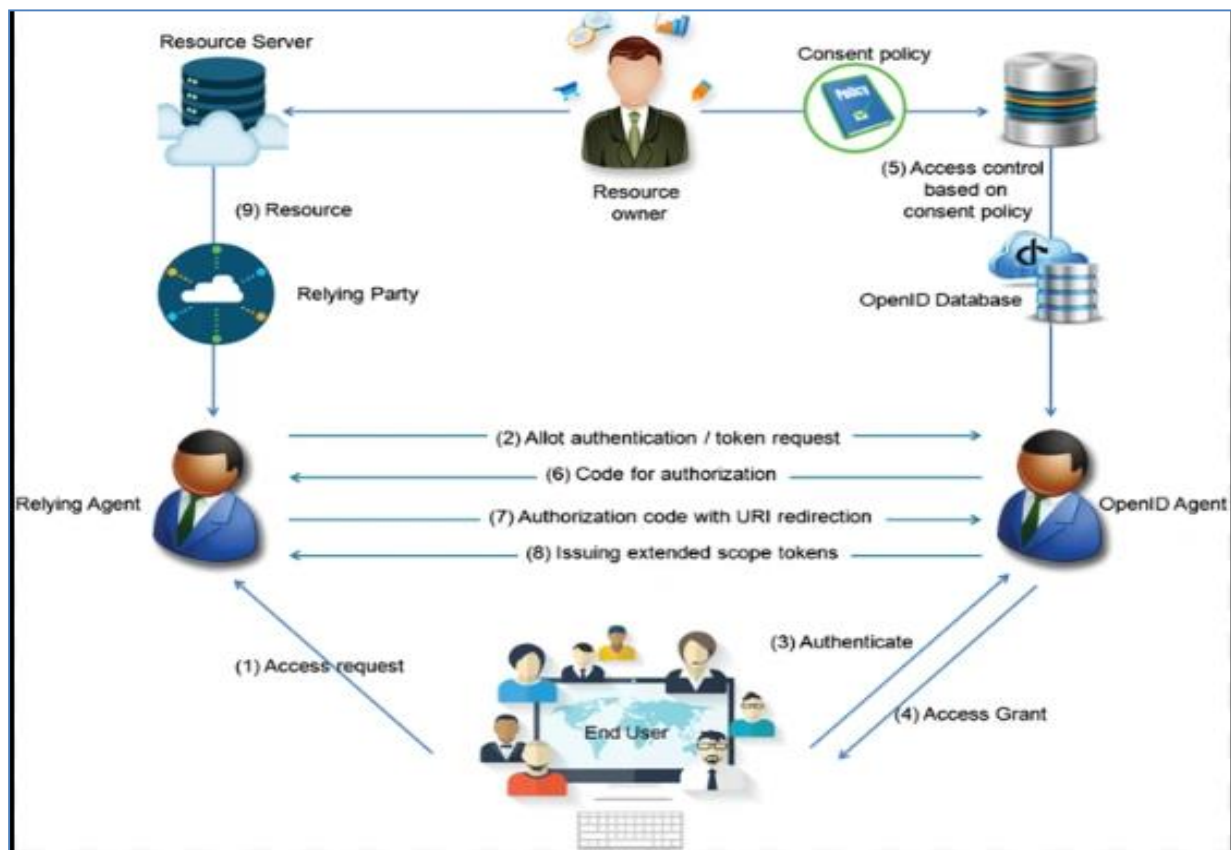 Resource Server
Consent policy
Policy
Resource
owner
(5) Access control
based on
consent policy
(9) Resource
Relying Party
OpenID Database
(2) Allot authentication / token request
(6) Code for authorization
Relying Agent
OpenID Agent
(7) Authorization code with URI redirection
(8) Issuing extended scope tokens
(1) Access request
(3) Authenticate
(4) Access Grant
End User